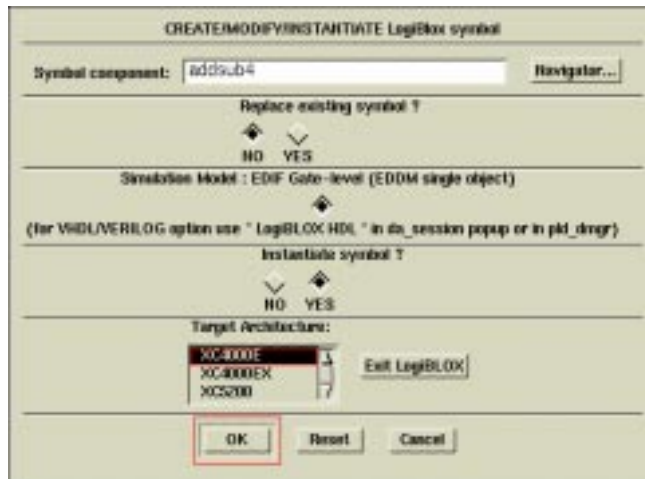 CREATE/MODIFY/INSTANTIATE LogiBlox symbol
Symbol component: addsub4 Navigator...
Replace existing symbol ?
NO YES
Simulation Model : EDIF Gate-level (EDDM single object)
(for VHDL/VERILOG option use " LogiBLOX HDL " in da_session popup or in pld_dmgr)
Instantiate symbol ?
NO YES
Target Architecture:
XC4000E
XC4000EX
XC5200
Exit LogiBLOX
OK Reset Cancel